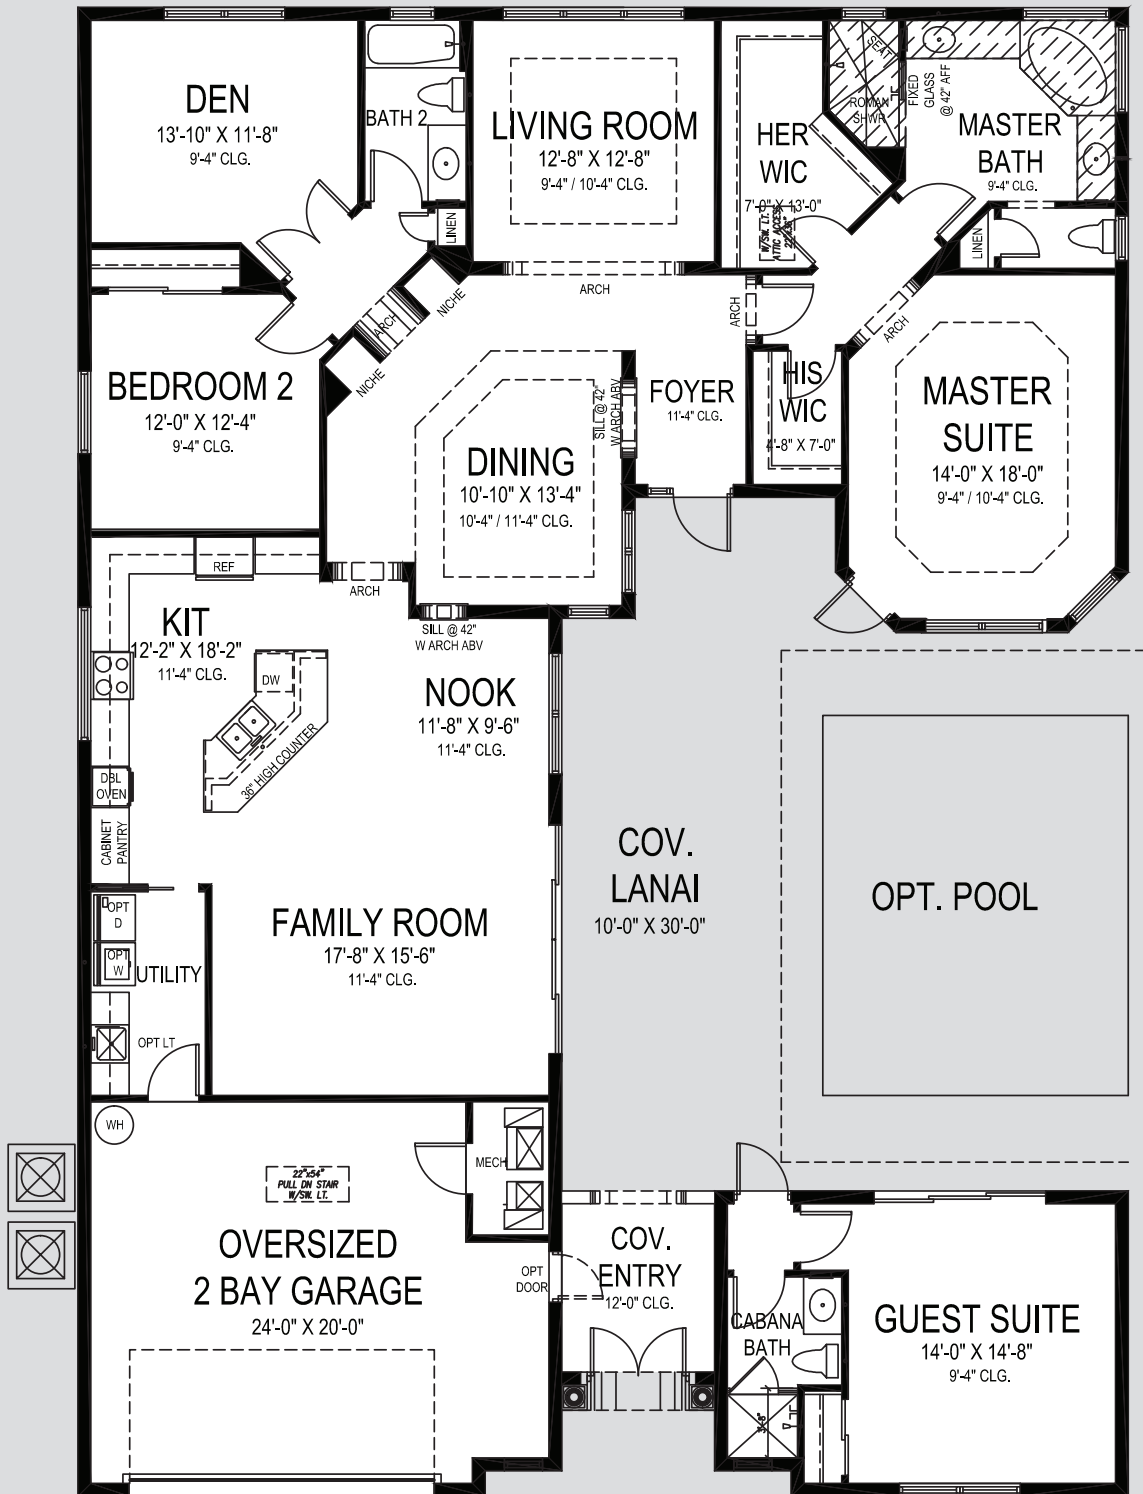 DEN
13'-10" X 11'-8"
9'-4" CLG.
BATH 2
LINEN
LIVING ROOM
12'-8" X 12'-8"
9'-4" / 10'-4" CLG.
HER
WIC
7'-0" X 13'-0"
W/SW. LT.
ATTIC ACCESS
SEAT
ROMAN
SHWR
FIXED
GLASS
@ 42" AFF
MASTER
BATH
9'-4" CLG.
LINEN
ARCH
NICHE
ARCH
NICHE
ARCH
ARCH
BEDROOM 2
12'-0" X 12'-4"
9'-4" CLG.
DINING
10'-10" X 13'-4"
10'-4" / 11'-4" CLG.
SILL @ 42"
W ARCH ABV
FOYER
11'-4" CLG.
HIS
WIC
4'-8" X 7'-0"
MASTER
SUITE
14'-0" X 18'-0"
9'-4" / 10'-4" CLG.
REF
ARCH
SILL @ 42"
W ARCH ABV
KIT
12'-2" X 18'-2"
11'-4" CLG.
DW
36" HIGH COUNTER
NOOK
11'-8" X 9'-6"
11'-4" CLG.
DBL
OVEN
CABINET
PANTRY
COV.
LANAI
10'-0" X 30'-0"
OPT. POOL
FAMILY ROOM
17'-8" X 15'-6"
11'-4" CLG.
OPT
D
OPT
W
UTILITY
OPT LT
WH
MECH
22"x54"
PULL DN STAIR
W/SW. LT.
OVERSIZED
2 BAY GARAGE
24'-0" X 20'-0"
OPT
DOOR
COV.
ENTRY
12'-0" CLG.
CABANA
BATH
GUEST SUITE
14'-0" X 14'-8"
9'-4" CLG.